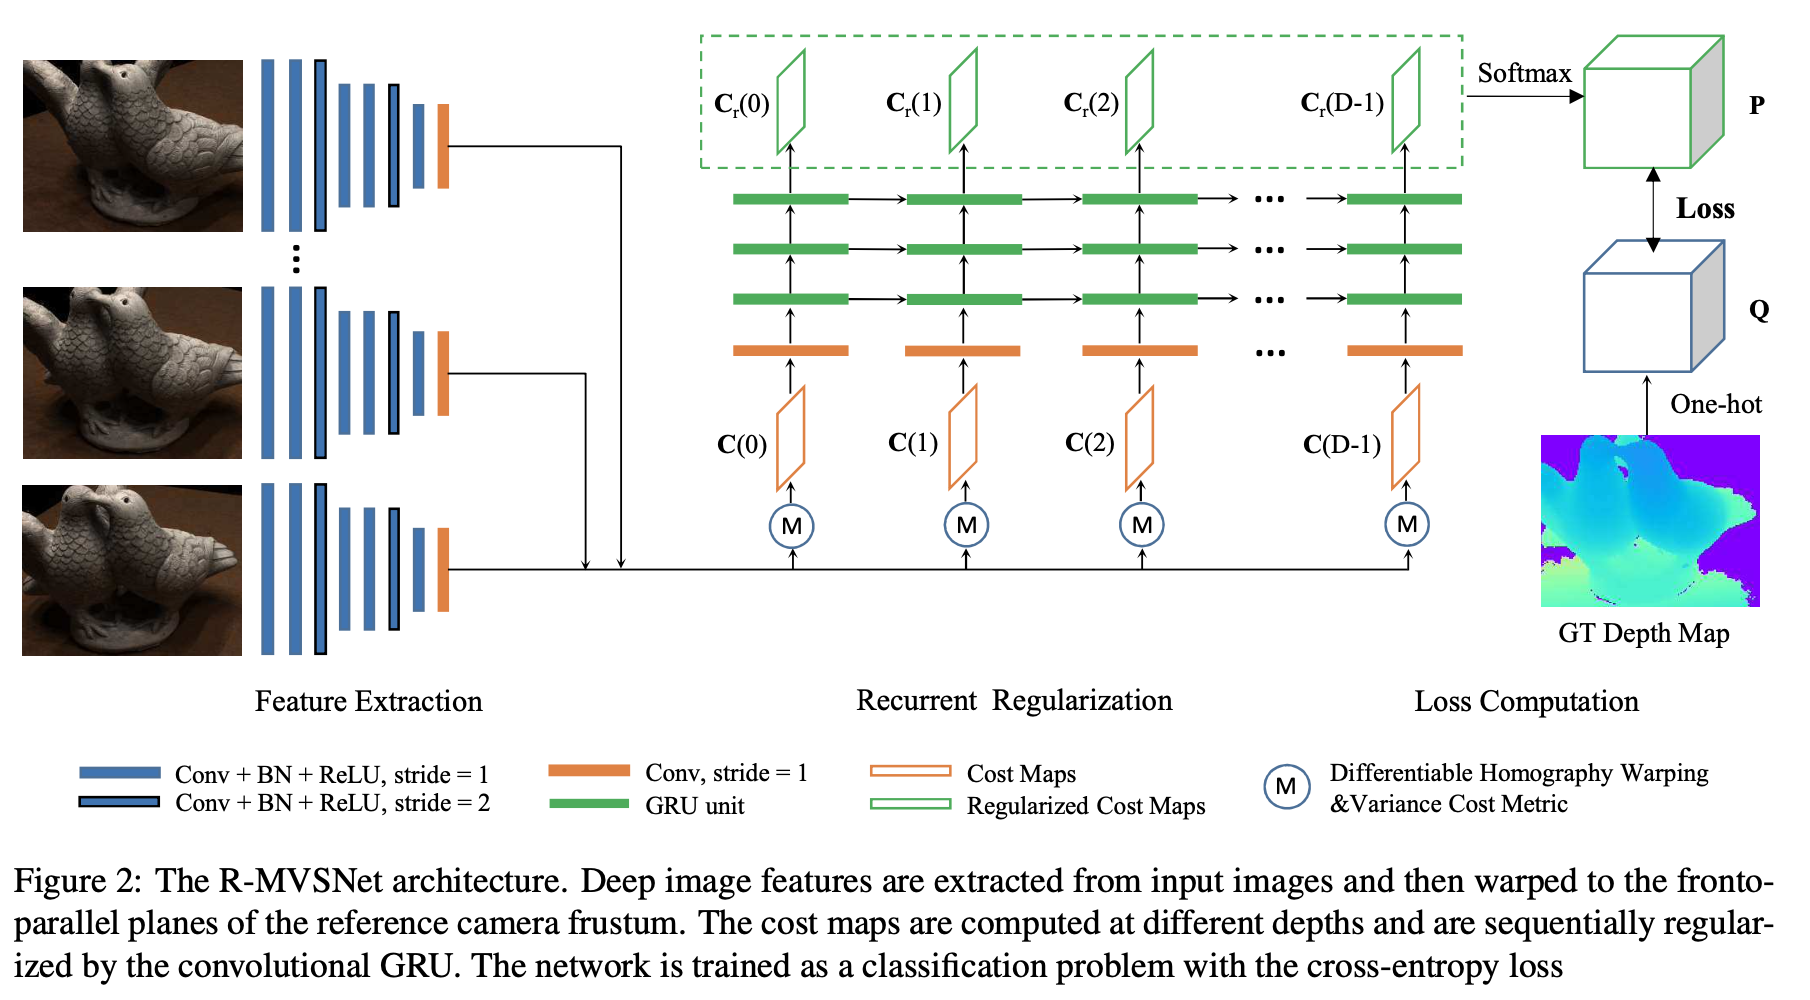 C_r(0)
C_r(1)
C_r(2)
C_r(D-1)
Softmax
P
Loss
...
...
...
...
Q
One-hot
C(0)
C(1)
C(2)
C(D-1)
M
M
M
M
GT Depth Map
Feature Extraction
Recurrent Regularization
Loss Computation
Conv + BN + ReLU, stride = 1
Conv + BN + ReLU, stride = 2
Conv, stride = 1
GRU unit
Cost Maps
Regularized Cost Maps
M
Differentiable Homography Warping
&Variance Cost Metric
Figure 2: The R-MVSNet architecture. Deep image features are extracted from input images and then warped to the fronto-
parallel planes of the reference camera frustum. The cost maps are computed at different depths and are sequentially regular-
ized by the convolutional GRU. The network is trained as a classification problem with the cross-entropy loss